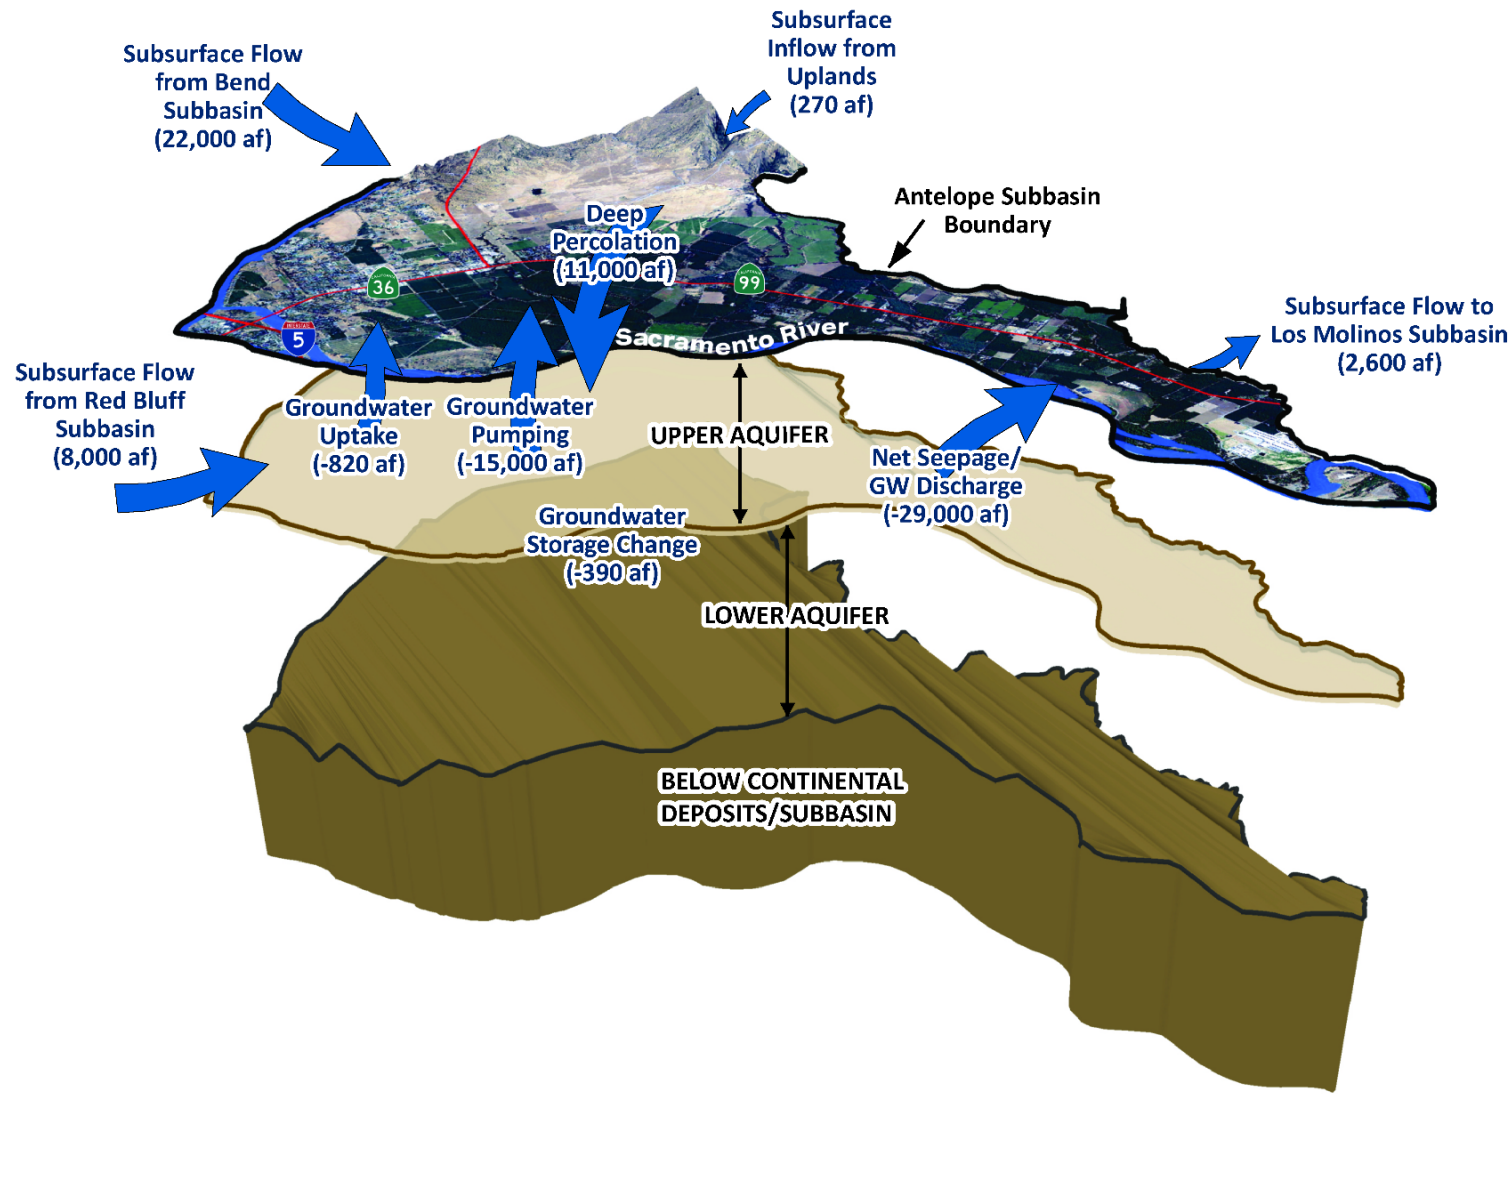 Subsurface Flow
from Bend
Subbasin
(22,000 af)
Subsurface
Inflow from
Uplands
(270 af)
Antelope Subbasin
Boundary
Deep
Percolation
(11,000 af)
CALIFORNIA
36
CALIFORNIA
99
INTERSTATE
5
Sacramento River
Subsurface Flow to
Los Molinos Subbasin
(2,600 af)
Subsurface Flow
from Red Bluff
Subbasin
(8,000 af)
Groundwater
Uptake
(-820 af)
Groundwater
Pumping
(-15,000 af)
UPPER AQUIFER
Net Seepage/
GW Discharge
(-29,000 af)
Groundwater
Storage Change
(-390 af)
LOWER AQUIFER
BELOW CONTINENTAL
DEPOSITS/SUBBASIN